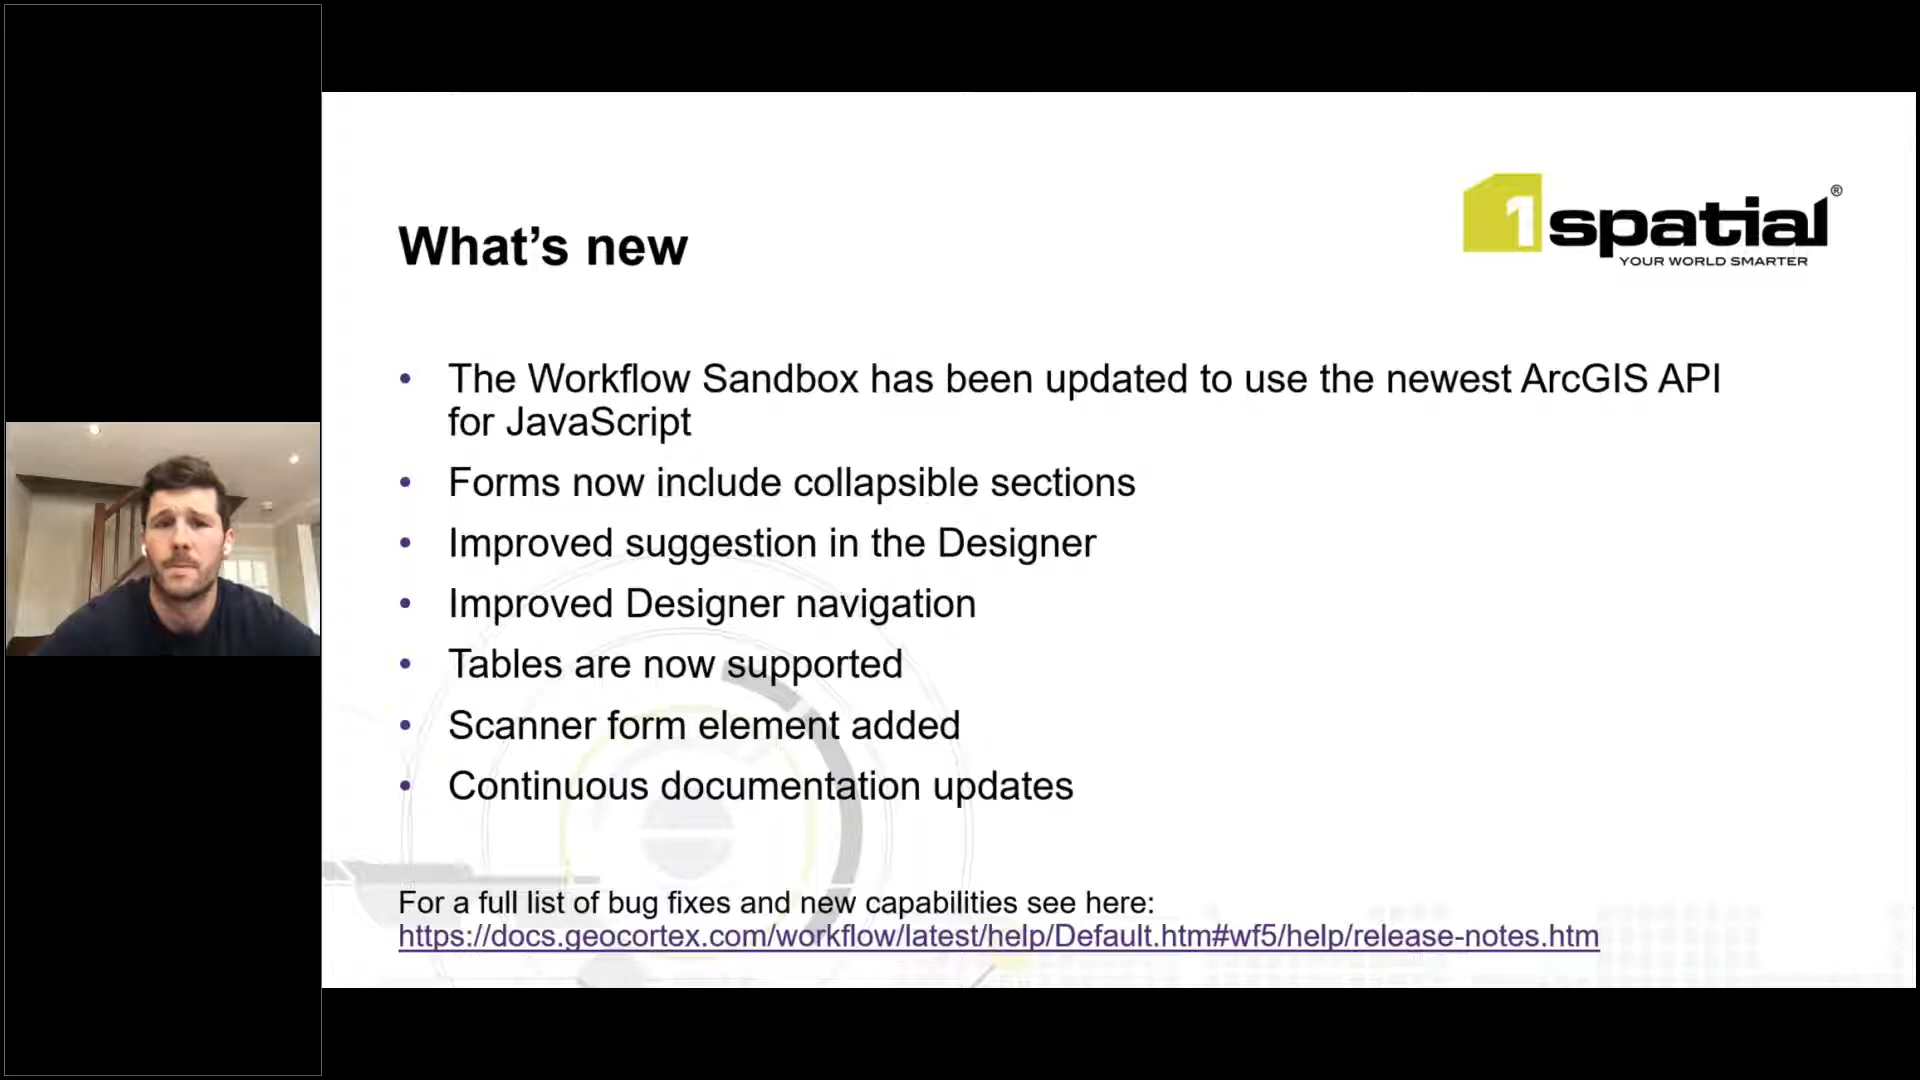 1spatial®
YOUR WORLD SMARTER
What’s new
• The Workflow Sandbox has been updated to use the newest ArcGIS API
for JavaScript
• Forms now include collapsible sections
• Improved suggestion in the Designer
• Improved Designer navigation
• Tables are now supported
• Scanner form element added
• Continuous documentation updates
For a full list of bug fixes and new capabilities see here:
https://docs.geocortex.com/workflow/latest/help/Default.htm#wf5/help/release-notes.htm